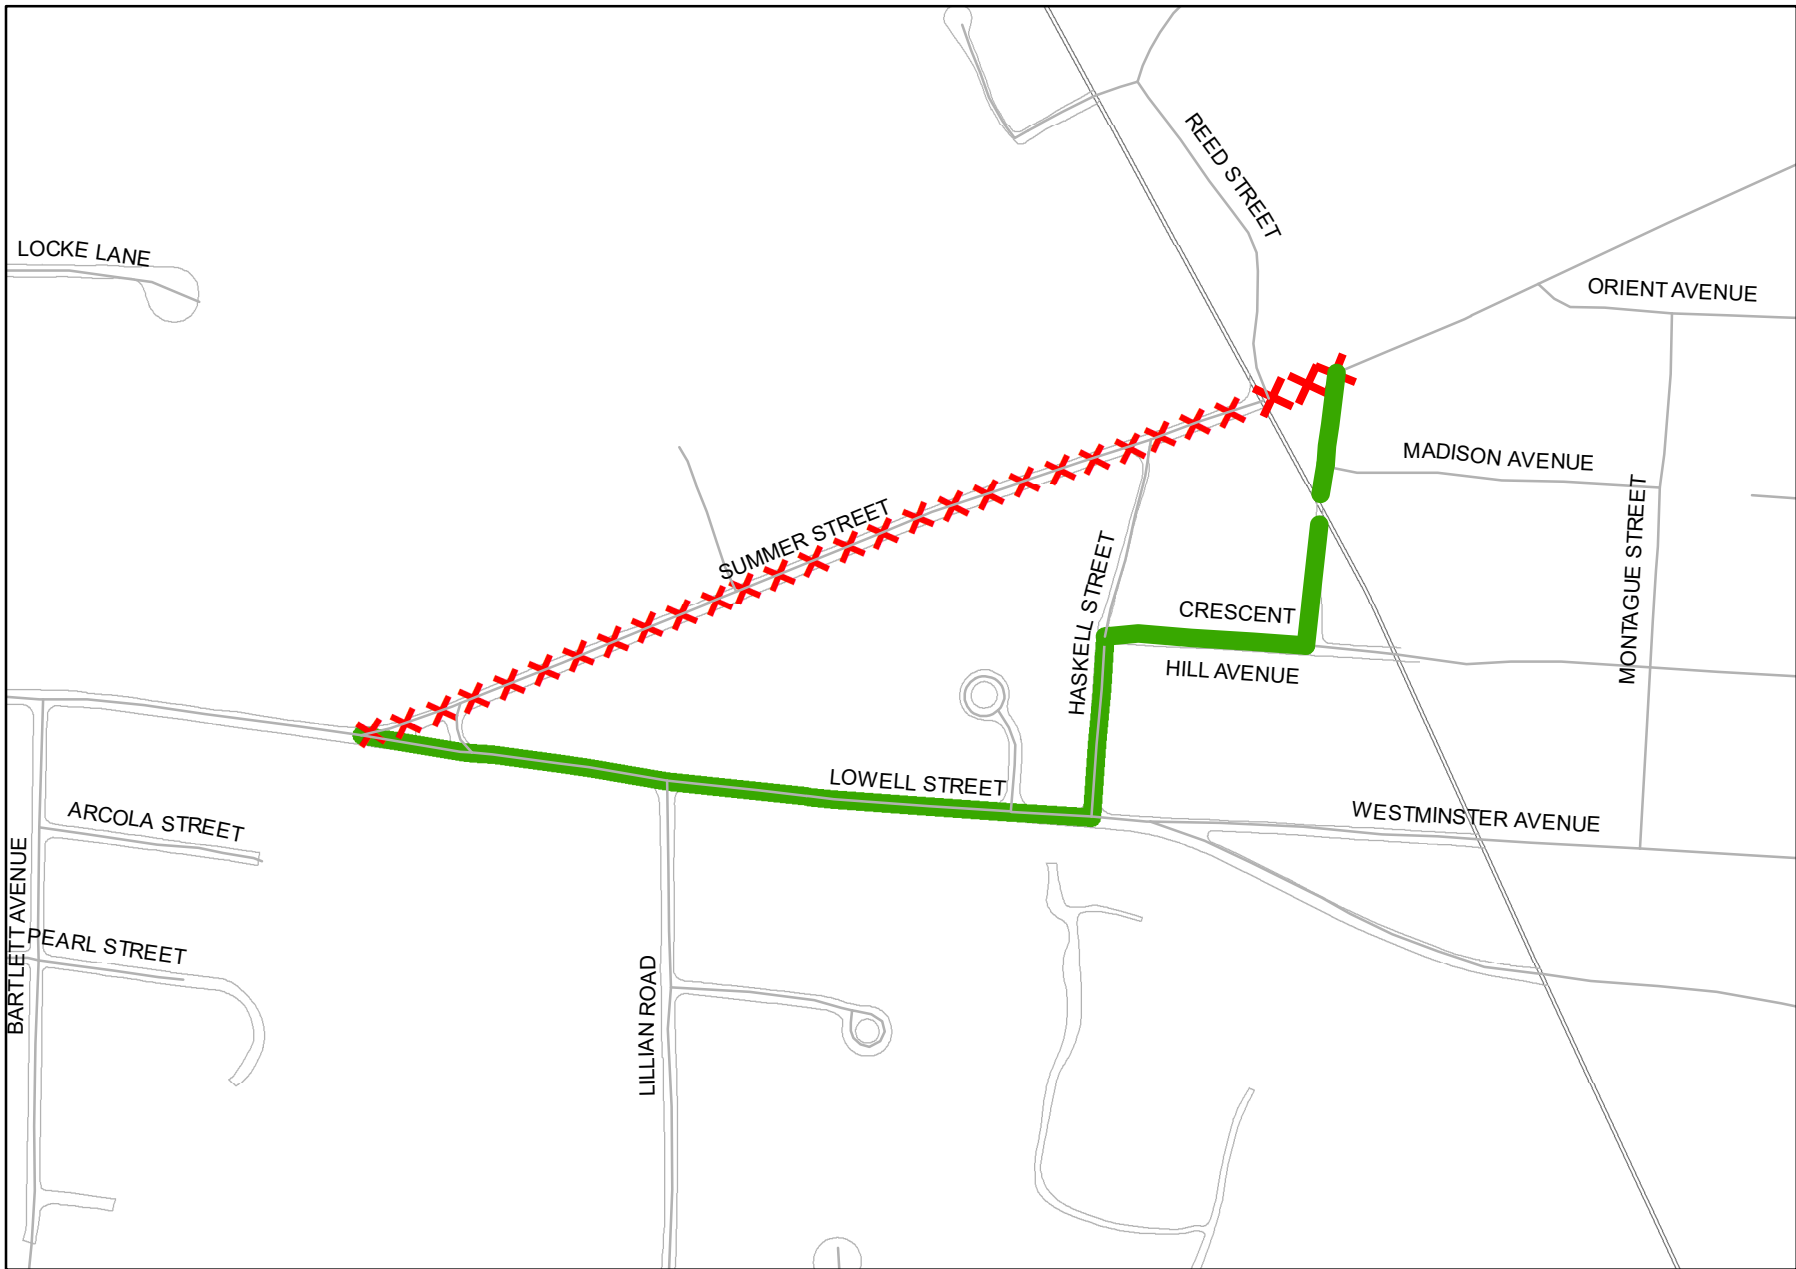 REED STREET
LOCKE LANE
ORIENT AVENUE
MADISON AVENUE
SUMMER STREET
MONTAGUE STREET
HASKELL STREET
CRESCENT
HILL AVENUE
LOWELL STREET
WESTMINSTER AVENUE
ARCOLA STREET
BARTLETT AVENUE
PEARL STREET
LILLIAN ROAD